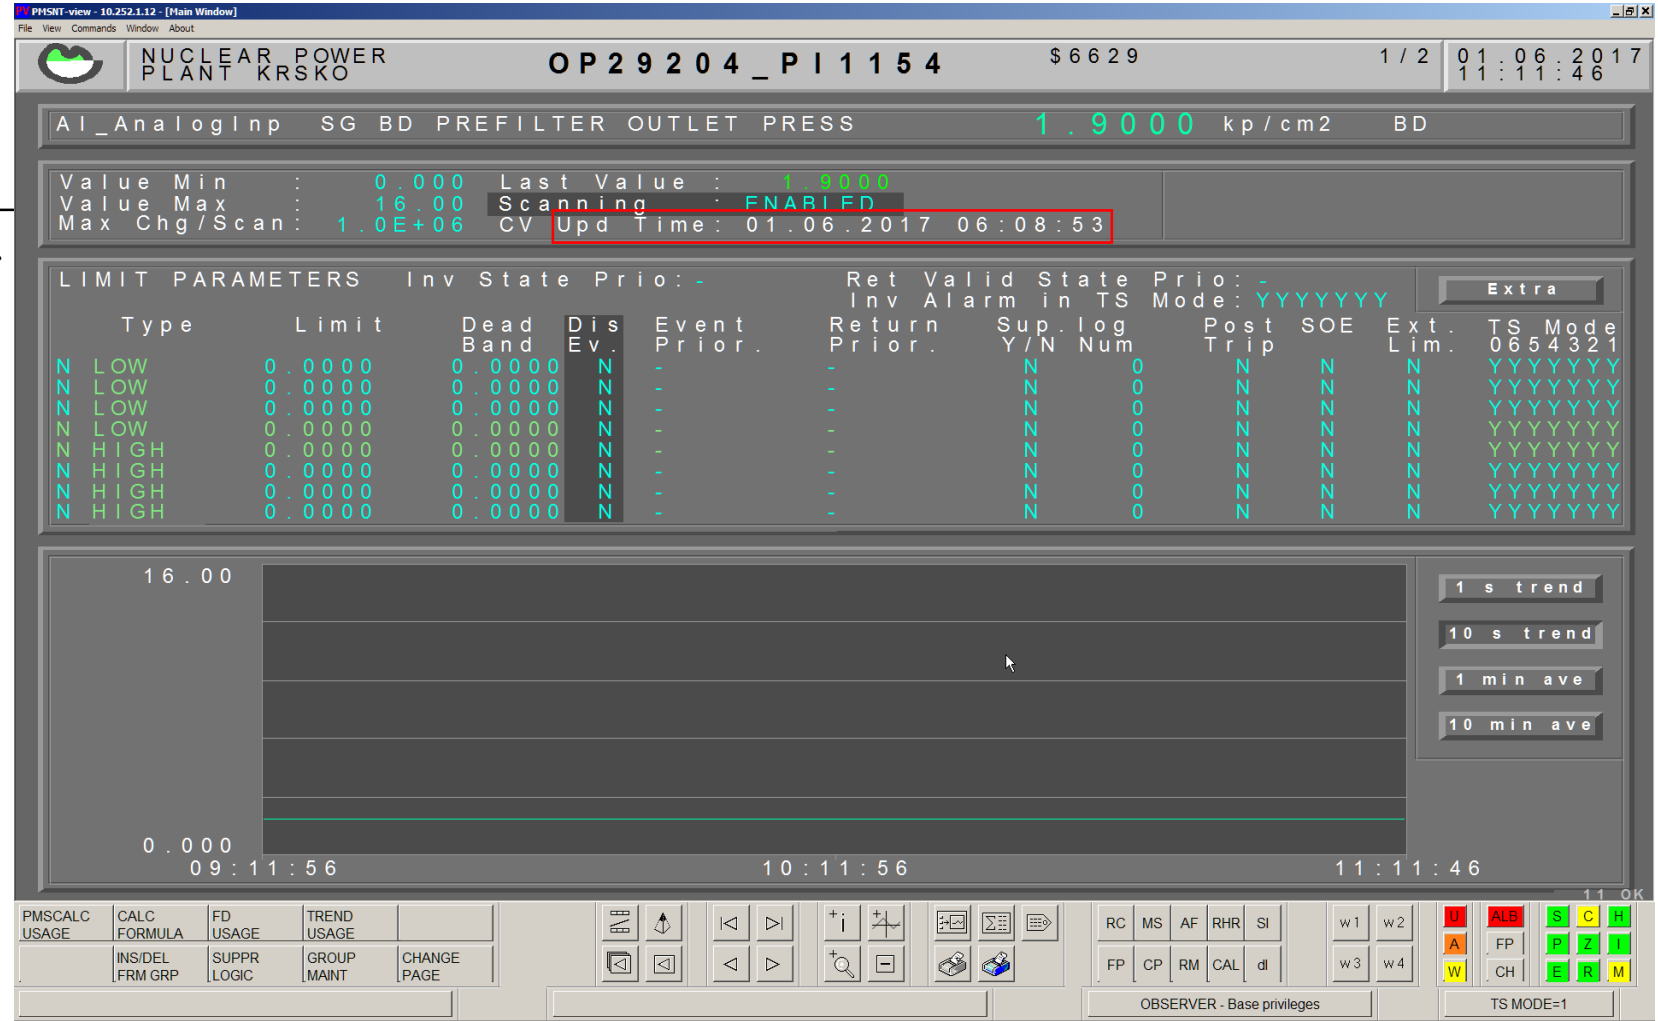 PMSNT-view - 10.252.1.12 - [Main Window]
File View Commands Window About
NUCLEAR POWER
PLANT KRSKO
OP29204_PI1154
$6629
1/2
01.06.2017
11:11:46
AI_AnalogInp SG BD PREFILTER OUTLET PRESS 1.9000 kp/cm2 BD
Value Min : 0.000 Last Value : 1.9000
Value Max : 16.00 Scanning : ENABLED
Max Chg/Scan: 1.0E+06 CV Upd Time: 01.06.2017 06:08:53
LIMIT PARAMETERS Inv State Prio:- Ret Valid State Prio:-
Inv Alarm in TS Mode:YYYYYYY
Extra
Type Limit Dead Dis Event Return Sup.log Post SOE Ext. TS Mode
Band Ev. Prior. Prior. Y/N Num Trip Lim. 0654321
N LOW 0.0000 0.0000 N - - N 0 N N N YYYYYYY
N LOW 0.0000 0.0000 N - - N 0 N N N YYYYYYY
N LOW 0.0000 0.0000 N - - N 0 N N N YYYYYYY
N LOW 0.0000 0.0000 N - - N 0 N N N YYYYYYY
N HIGH 0.0000 0.0000 N - - N 0 N N N YYYYYYY
N HIGH 0.0000 0.0000 N - - N 0 N N N YYYYYYY
N HIGH 0.0000 0.0000 N - - N 0 N N N YYYYYYY
N HIGH 0.0000 0.0000 N - - N 0 N N N YYYYYYY
16.00
0.000
09:11:56 10:11:56 11:11:46
1 s trend
10 s trend
1 min ave
10 min ave
11 OK
PMSCALC USAGE
CALC FORMULA
FD USAGE
TREND USAGE
INS/DEL FRM GRP
SUPPR LOGIC
GROUP MAINT
CHANGE PAGE
RC MS AF RHR SI
FP CP RM CAL dl
w1 w2
w3 w4
U ALB S C H
A FP P Z I
W CH E R M
OBSERVER - Base privileges
TS MODE=1